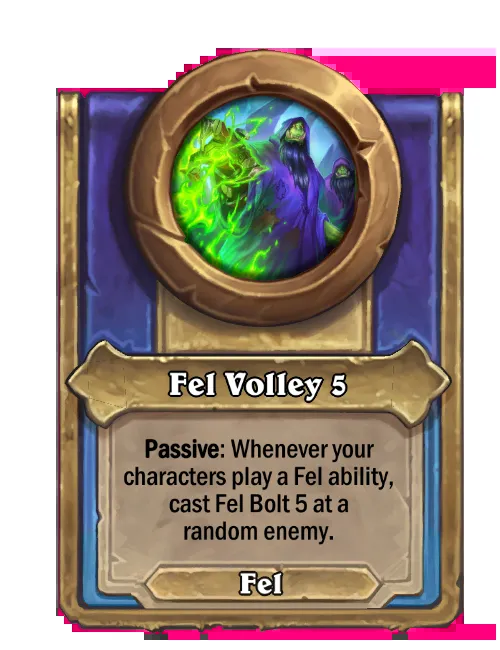 Fel Volley 5
Passive: Whenever your
characters play a Fel ability,
cast Fel Bolt 5 at a
random enemy.
Fel